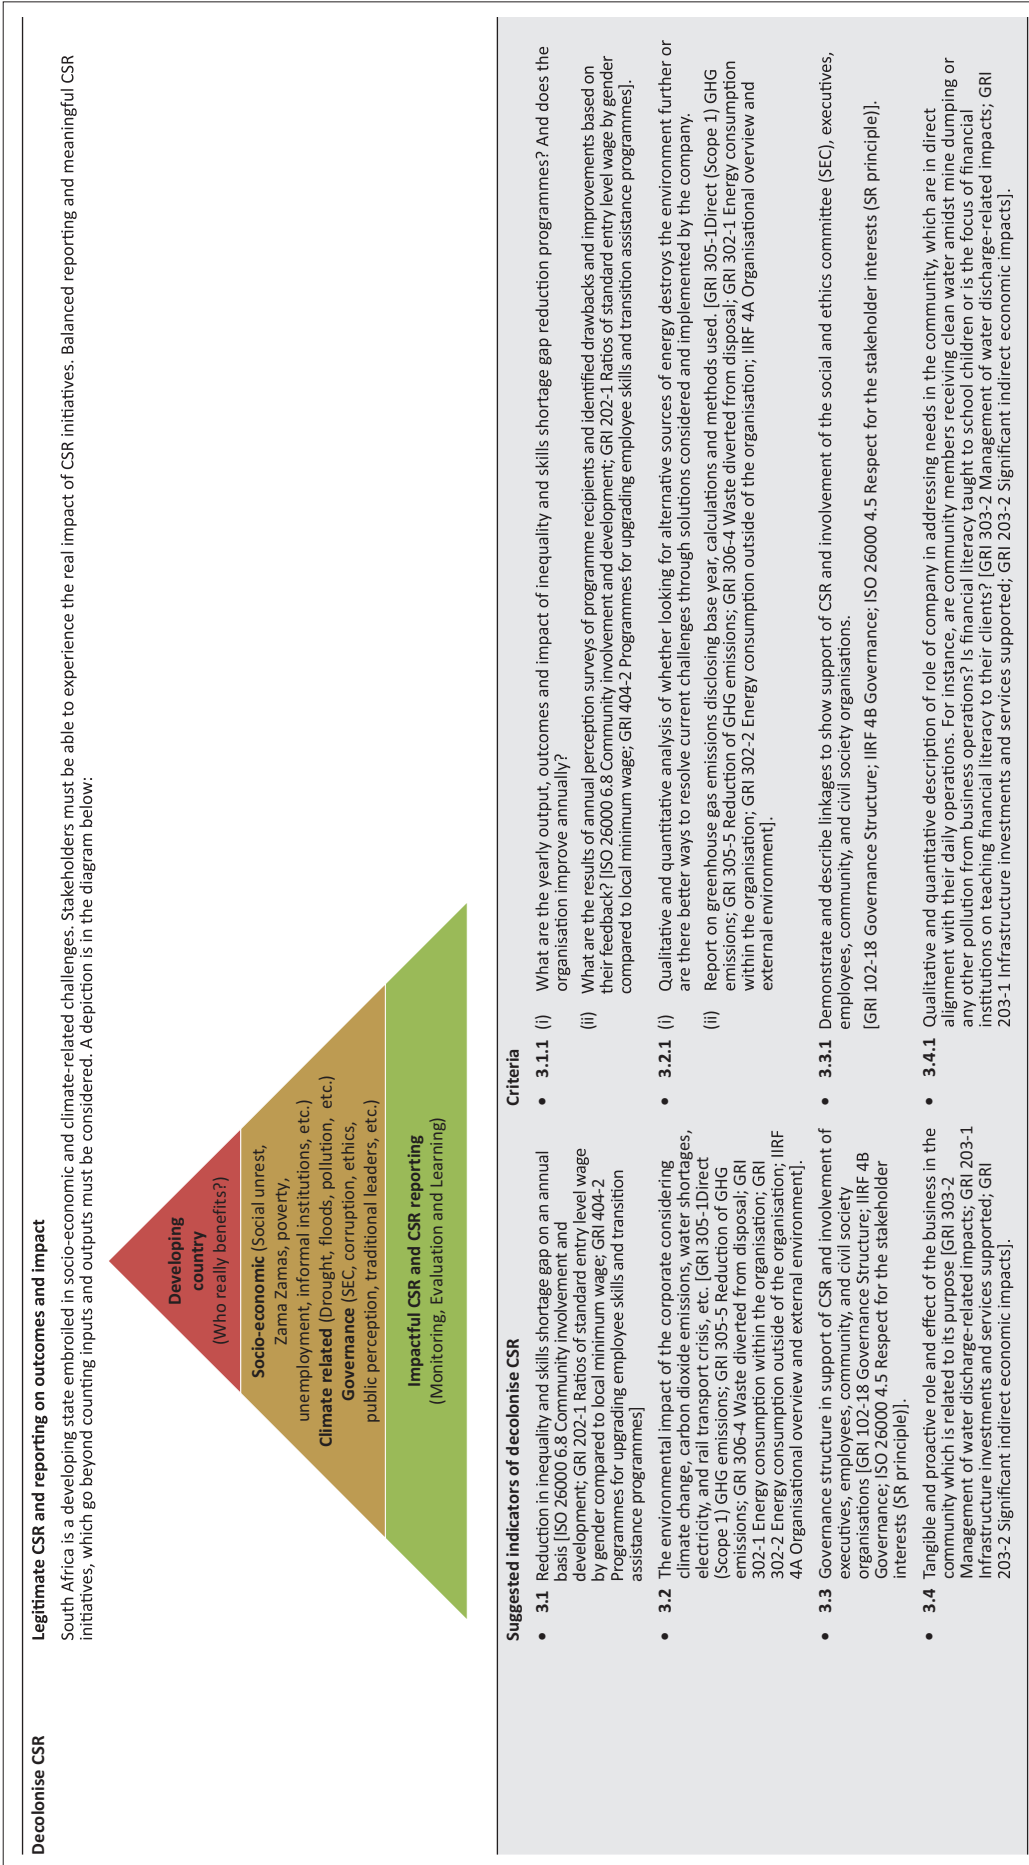 Decolonise CSR
Legitimate CSR and reporting on outcomes and impact
South Africa is a developing state embroiled in socio-economic and climate-related challenges. Stakeholders must be able to experience the real impact of CSR initiatives. Balanced reporting and meaningful CSR
initiatives, which go beyond counting inputs and outputs must be considered. A depiction is in the diagram below:
Developing
country
(Who really benefits?)
Socio-economic (Social unrest,
Zama Zamas, poverty,
unemployment, informal institutions, etc.)
Climate related (Drought, floods, pollution, etc.)
Governance (SEC, corruption, ethics,
public perception, traditional leaders, etc.)
Impactful CSR and CSR reporting
(Monitoring, Evaluation and Learning)
Suggested indicators of decolonise CSR
• 3.1 Reduction in inequality and skills shortage gap on an annual
basis [ISO 26000 6.8 Community involvement and
development; GRI 202-1 Ratios of standard entry level wage
by gender compared to local minimum wage; GRI 404-2
Programmes for upgrading employee skills and transition
assistance programmes]
• 3.2 The environmental impact of the corporate considering
climate change, carbon dioxide emissions, water shortages,
electricity, and rail transport crisis, etc. [GRI 305-1Direct
(Scope 1) GHG emissions; GRI 305-5 Reduction of GHG
emissions; GRI 306-4 Waste diverted from disposal; GRI
302-1 Energy consumption within the organisation; GRI
302-2 Energy consumption outside of the organisation; IIRF
4A Organisational overview and external environment].
• 3.3 Governance structure in support of CSR and involvement of
executives, employees, community, and civil society
organisations [GRI 102-18 Governance Structure; IIRF 4B
Governance; ISO 26000 4.5 Respect for the stakeholder
interests (SR principle)].
• 3.4 Tangible and proactive role and effect of the business in the
community which is related to its purpose [GRI 303-2
Management of water discharge-related impacts; GRI 203-1
Infrastructure investments and services supported; GRI
203-2 Significant indirect economic impacts].
Criteria
• 3.1.1 (i) What are the yearly output, outcomes and impact of inequality and skills shortage gap reduction programmes? And does the
organisation improve annually?
(ii) What are the results of annual perception surveys of programme recipients and identified drawbacks and improvements based on
their feedback? [ISO 26000 6.8 Community involvement and development; GRI 202-1 Ratios of standard entry level wage by gender
compared to local minimum wage; GRI 404-2 Programmes for upgrading employee skills and transition assistance programmes].
• 3.2.1 (i) Qualitative and quantitative analysis of whether looking for alternative sources of energy destroys the environment further or
are there better ways to resolve current challenges through solutions considered and implemented by the company.
(ii) Report on greenhouse gas emissions disclosing base year, calculations and methods used. [GRI 305-1Direct (Scope 1) GHG
emissions; GRI 305-5 Reduction of GHG emissions; GRI 306-4 Waste diverted from disposal; GRI 302-1 Energy consumption
within the organisation; GRI 302-2 Energy consumption outside of the organisation; IIRF 4A Organisational overview and
external environment].
• 3.3.1 Demonstrate and describe linkages to show support of CSR and involvement of the social and ethics committee (SEC), executives,
employees, community, and civil society organisations.
[GRI 102-18 Governance Structure; IIRF 4B Governance; ISO 26000 4.5 Respect for the stakeholder interests (SR principle)].
• 3.4.1 Qualitative and quantitative description of role of company in addressing needs in the community, which are in direct
alignment with their daily operations. For instance, are community members receiving clean water amidst mine dumping or
any other pollution from business operations? Is financial literacy taught to school children or is the focus of financial
institutions on teaching financial literacy to their clients? [GRI 303-2 Management of water discharge-related impacts; GRI
203-1 Infrastructure investments and services supported; GRI 203-2 Significant indirect economic impacts].